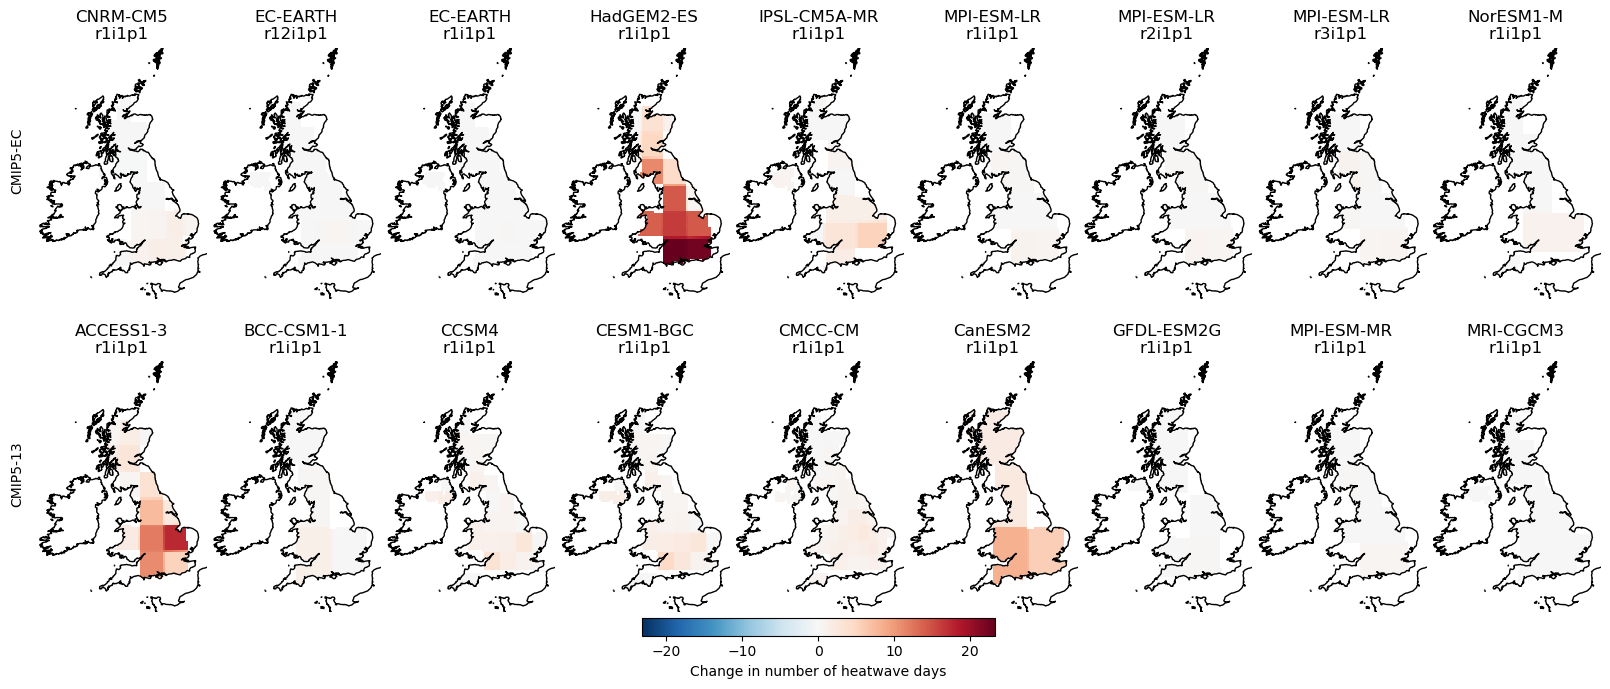 CNRM-CM5 EC-EARTH EC-EARTH HadGEM2-ES IPSL-CM5A-MR MPI-ESM-LR MPI-ESM-LR MPI-ESM-LR NorESM1-M
r1i1p1 r12i1p1 r1i1p1 r1i1p1 r1i1p1 r1i1p1 r2i1p1 r3i1p1 r1i1p1
CMIP5-EC
ACCESS1-3 BCC-CSM1-1 CCSM4 CESM1-BGC CMCC-CM CanESM2 GFDL-ESM2G MPI-ESM-MR MRI-CGCM3
r1i1p1 r1i1p1 r1i1p1 r1i1p1 r1i1p1 r1i1p1 r1i1p1 r1i1p1 r1i1p1
CMIP5-13
−20 −10 0 10 20
Change in number of heatwave days